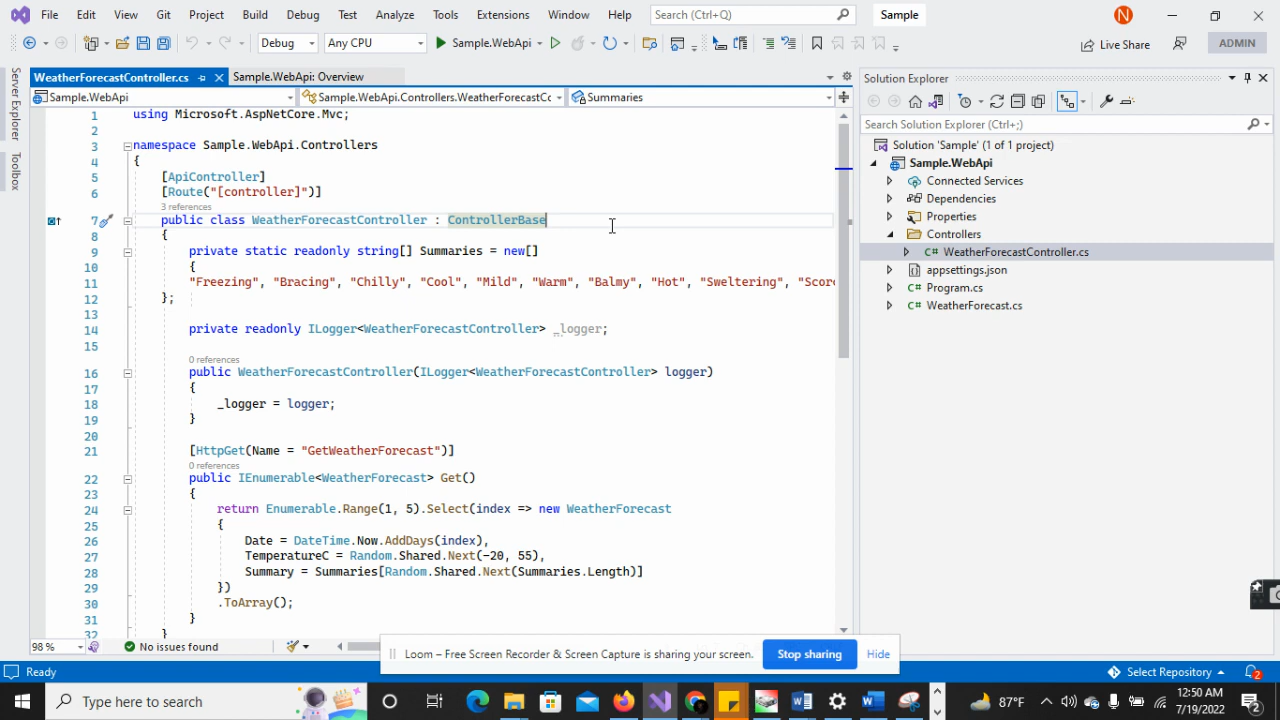 File Edit View Git Project Build Debug Test Analyze Tools Extensions Window Help Search (Ctrl+Q) Sample N
Debug Any CPU Sample.WebApi Live Share ADMIN
WeatherForecastController.cs Sample.WebApi: Overview
Sample.WebApi Sample.WebApi.Controllers.WeatherForecastCc Summaries
Server Explorer
Toolbox
1 using Microsoft.AspNetCore.Mvc;
2
3 namespace Sample.WebApi.Controllers
4 {
5 [ApiController]
6 [Route("[controller]")]
3 references
7 public class WeatherForecastController : ControllerBase
8 {
9 private static readonly string[] Summaries = new[]
10 {
11 "Freezing", "Bracing", "Chilly", "Cool", "Mild", "Warm", "Balmy", "Hot", "Sweltering", "Scor
12 };
13
14 private readonly ILogger<WeatherForecastController> _logger;
15
0 references
16 public WeatherForecastController(ILogger<WeatherForecastController> logger)
17 {
18 _logger = logger;
19 }
20
21 [HttpGet(Name = "GetWeatherForecast")]
0 references
22 public IEnumerable<WeatherForecast> Get()
23 {
24 return Enumerable.Range(1, 5).Select(index => new WeatherForecast
25 {
26 Date = DateTime.Now.AddDays(index),
27 TemperatureC = Random.Shared.Next(-20, 55),
28 Summary = Summaries[Random.Shared.Next(Summaries.Length)]
29 })
30 .ToArray();
31 }
32 }
98 % No issues found
Solution Explorer
Search Solution Explorer (Ctrl+;)
Solution 'Sample' (1 of 1 project)
Sample.WebApi
Connected Services
Dependencies
Properties
Controllers
C# WeatherForecastController.cs
appsettings.json
C# Program.cs
C# WeatherForecast.cs
Loom – Free Screen Recorder & Screen Capture is sharing your screen. Stop sharing Hide
Ready Select Repository 2
Type here to search 87°F 12:50 AM
7/19/2022 2